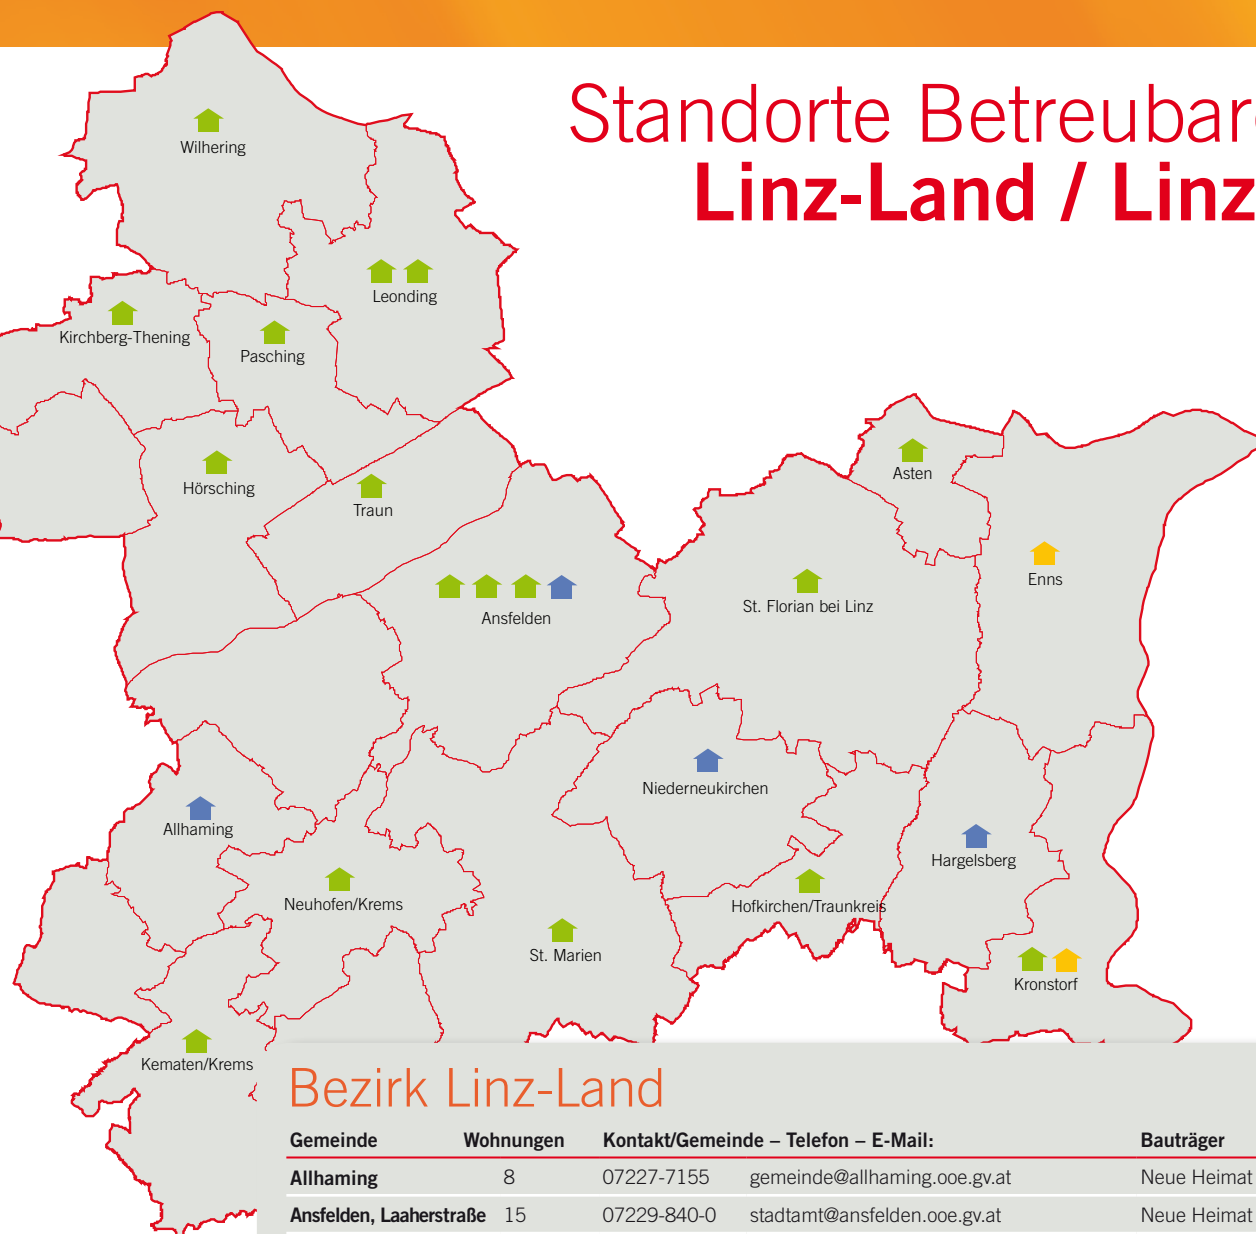 Standorte Betreubar
Linz-Land / Linz
Wilhering
Leonding
Kirchberg-Thening
Pasching
Hörsching
Traun
Asten
Enns
Ansfelden
St. Florian bei Linz
Niederneukirchen
Allhaming
Hargelsberg
Neuhofen/Krems
Hofkirchen/Traunkreis
St. Marien
Kronstorf
Kematen/Krems
Bezirk Linz-Land
Gemeinde Wohnungen Kontakt/Gemeinde – Telefon – E-Mail: Bauträger
Allhaming 8 07227-7155 gemeinde@allhaming.ooe.gv.at Neue Heimat
Ansfelden, Laaherstraße 15 07229-840-0 stadtamt@ansfelden.ooe.gv.at Neue Heimat